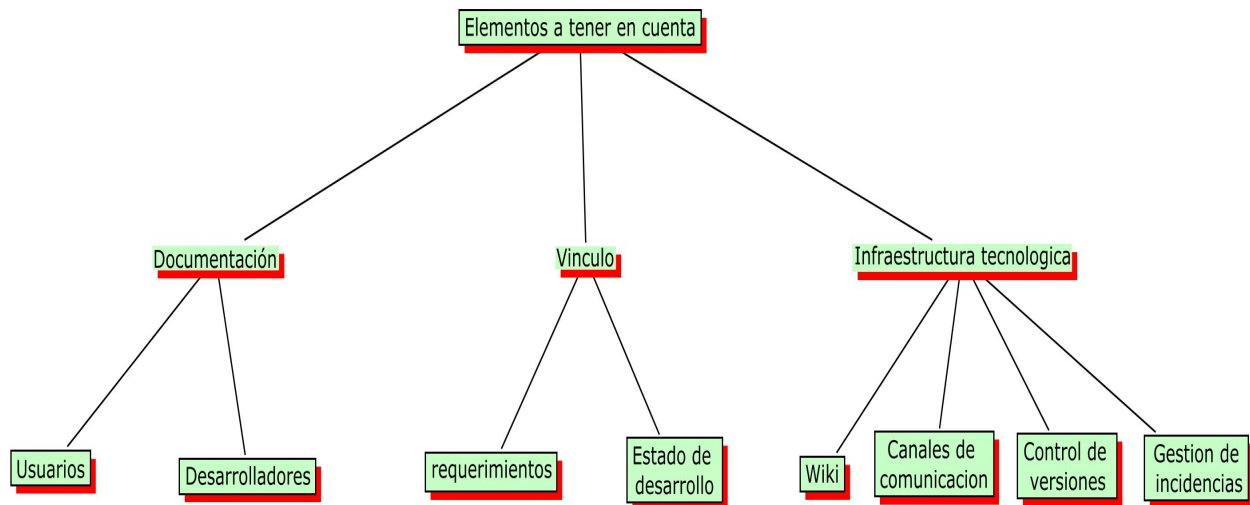 Elementos a tener en cuenta
Documentación
Vinculo
Infraestructura tecnologica
Usuarios
Desarrolladores
requerimientos
Estado de
desarrollo
Wiki
Canales de
comunicacion
Control de
versiones
Gestion de
incidencias